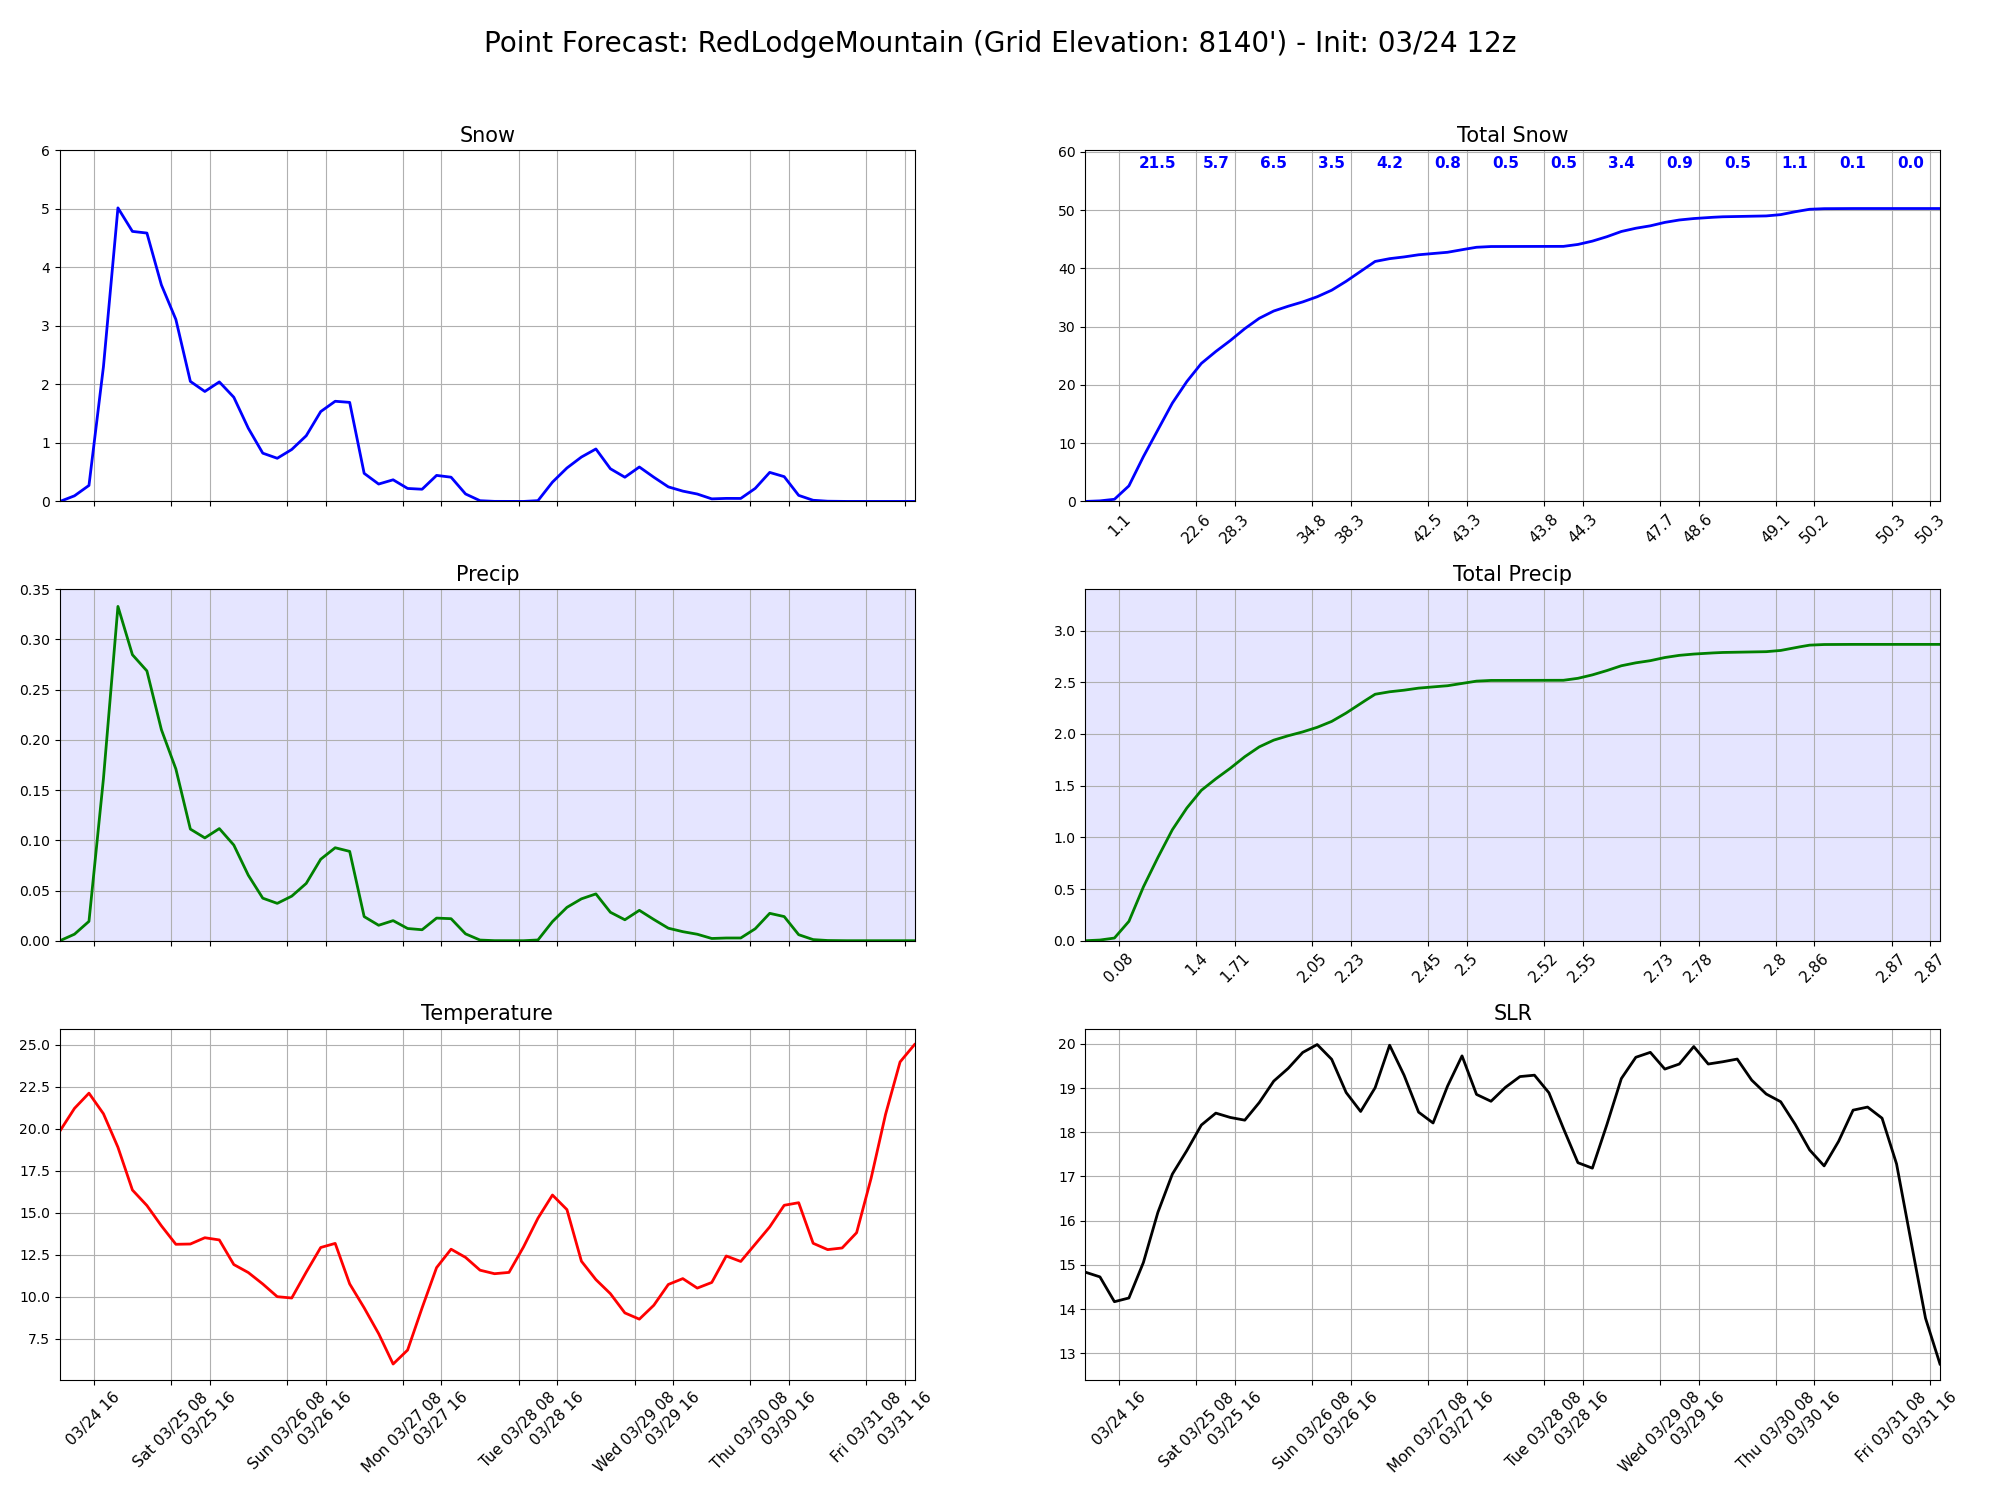 Point Forecast: RedLodgeMountain (Grid Elevation: 8140') - Init: 03/24 12z
Snow
6
5
4
3
2
1
0
Total Snow
60
50
40
30
20
10
0
21.5 5.7 6.5 3.5 4.2 0.8 0.5 0.5 3.4 0.9 0.5 1.1 0.1 0.0
1.1 22.6 28.3 34.8 38.3 42.5 43.3 43.8 44.3 47.7 48.6 49.1 50.2 50.3 50.3
Precip
0.35
0.30
0.25
0.20
0.15
0.10
0.05
0.00
Total Precip
3.0
2.5
2.0
1.5
1.0
0.5
0.0
0.08 1.4 1.71 2.05 2.23 2.45 2.5 2.52 2.55 2.73 2.78 2.8 2.86 2.87 2.87
Temperature
25.0
22.5
20.0
17.5
15.0
12.5
10.0
7.5
03/24 16
Sat 03/25 08
03/25 16
Sun 03/26 08
03/26 16
Mon 03/27 08
03/27 16
Tue 03/28 08
03/28 16
Wed 03/29 08
03/29 16
Thu 03/30 08
03/30 16
Fri 03/31 08
03/31 16
SLR
20
19
18
17
16
15
14
13
03/24 16
Sat 03/25 08
03/25 16
Sun 03/26 08
03/26 16
Mon 03/27 08
03/27 16
Tue 03/28 08
03/28 16
Wed 03/29 08
03/29 16
Thu 03/30 08
03/30 16
Fri 03/31 08
03/31 16